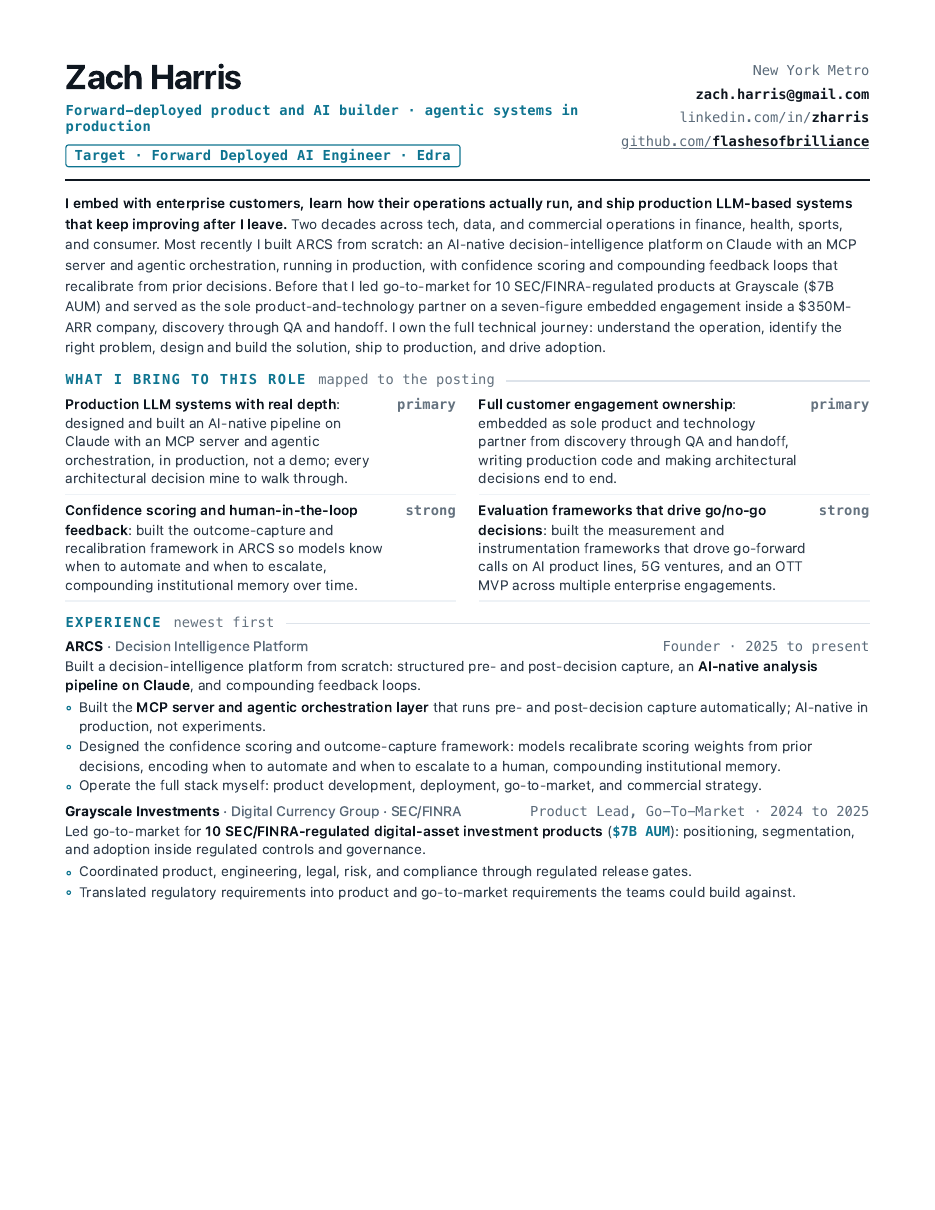 Zach Harris
Forward-deployed product and AI builder · agentic systems in
production
Target · Forward Deployed AI Engineer · Edra
New York Metro
zach.harris@gmail.com
linkedin.com/in/zharris
github.com/flashesofbrilliance
I embed with enterprise customers, learn how their operations actually run, and ship production LLM-based systems
that keep improving after I leave. Two decades across tech, data, and commercial operations in finance, health, sports,
and consumer. Most recently I built ARCS from scratch: an AI-native decision-intelligence platform on Claude with an MCP
server and agentic orchestration, running in production, with confidence scoring and compounding feedback loops that
recalibrate from prior decisions. Before that I led go-to-market for 10 SEC/FINRA-regulated products at Grayscale ($7B
AUM) and served as the sole product-and-technology partner on a seven-figure embedded engagement inside a $350M-
ARR company, discovery through QA and handoff. I own the full technical journey: understand the operation, identify the
right problem, design and build the solution, ship to production, and drive adoption.
WHAT I BRING TO THIS ROLE mapped to the posting
Production LLM systems with real depth: primary
designed and built an AI-native pipeline on
Claude with an MCP server and agentic
orchestration, in production, not a demo; every
architectural decision mine to walk through.
Full customer engagement ownership: primary
embedded as sole product and technology
partner from discovery through QA and handoff,
writing production code and making architectural
decisions end to end.
Confidence scoring and human-in-the-loop strong
feedback: built the outcome-capture and
recalibration framework in ARCS so models know
when to automate and when to escalate,
compounding institutional memory over time.
Evaluation frameworks that drive go/no-go strong
decisions: built the measurement and
instrumentation frameworks that drove go-forward
calls on AI product lines, 5G ventures, and an OTT
MVP across multiple enterprise engagements.
EXPERIENCE newest first
ARCS · Decision Intelligence Platform Founder · 2025 to present
Built a decision-intelligence platform from scratch: structured pre- and post-decision capture, an AI-native analysis
pipeline on Claude, and compounding feedback loops.
Built the MCP server and agentic orchestration layer that runs pre- and post-decision capture automatically; AI-native in
production, not experiments.
Designed the confidence scoring and outcome-capture framework: models recalibrate scoring weights from prior
decisions, encoding when to automate and when to escalate to a human, compounding institutional memory.
Operate the full stack myself: product development, deployment, go-to-market, and commercial strategy.
Grayscale Investments · Digital Currency Group · SEC/FINRA Product Lead, Go-To-Market · 2024 to 2025
Led go-to-market for 10 SEC/FINRA-regulated digital-asset investment products ($7B AUM): positioning, segmentation,
and adoption inside regulated controls and governance.
Coordinated product, engineering, legal, risk, and compliance through regulated release gates.
Translated regulatory requirements into product and go-to-market requirements the teams could build against.